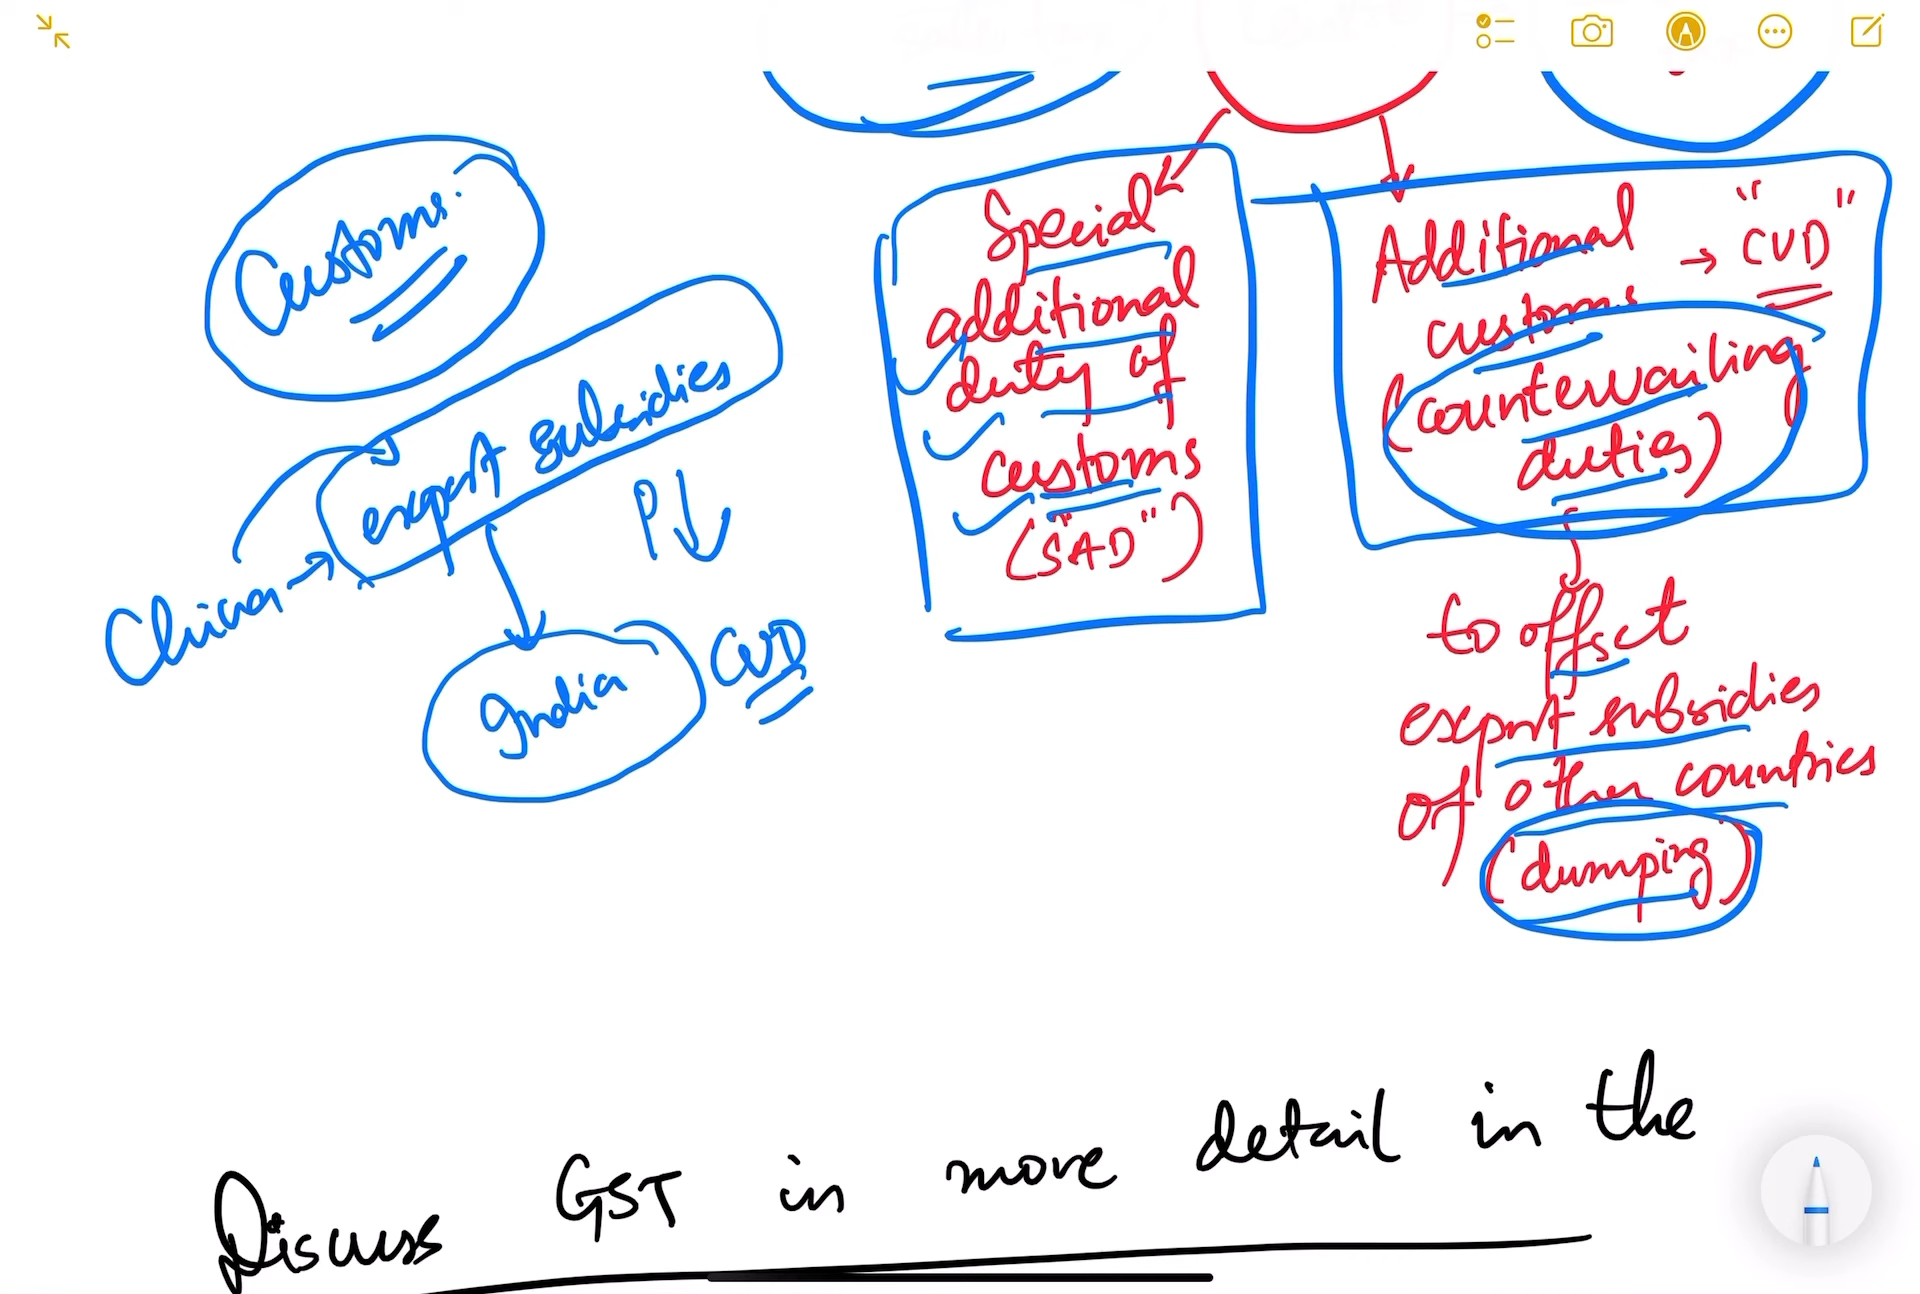 Customs.
export subsidies
P↓
China →
India
CVD
Special
additional
duty of
customs
("SAD")
Additional → "CVD"
customs
(countervailing
duties)
to offset
export subsidies
of other countries
(dumping)
Discuss GST in more detail in the